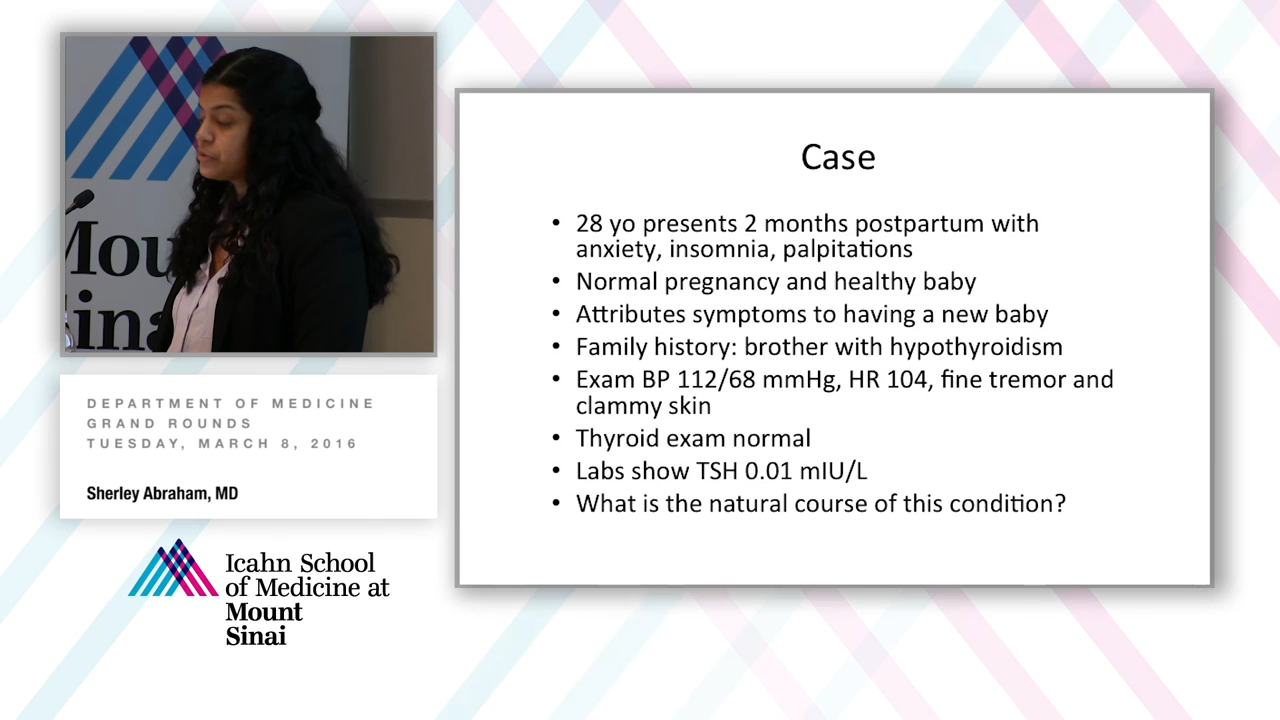 Mou
Sina
DEPARTMENT OF MEDICINE
GRAND ROUNDS
TUESDAY, MARCH 8, 2016
Sherley Abraham, MD
Icahn School
of Medicine at
Mount
Sinai
Case
• 28 yo presents 2 months postpartum with
anxiety, insomnia, palpitations
• Normal pregnancy and healthy baby
• Attributes symptoms to having a new baby
• Family history: brother with hypothyroidism
• Exam BP 112/68 mmHg, HR 104, fine tremor and
clammy skin
• Thyroid exam normal
• Labs show TSH 0.01 mIU/L
• What is the natural course of this condition?